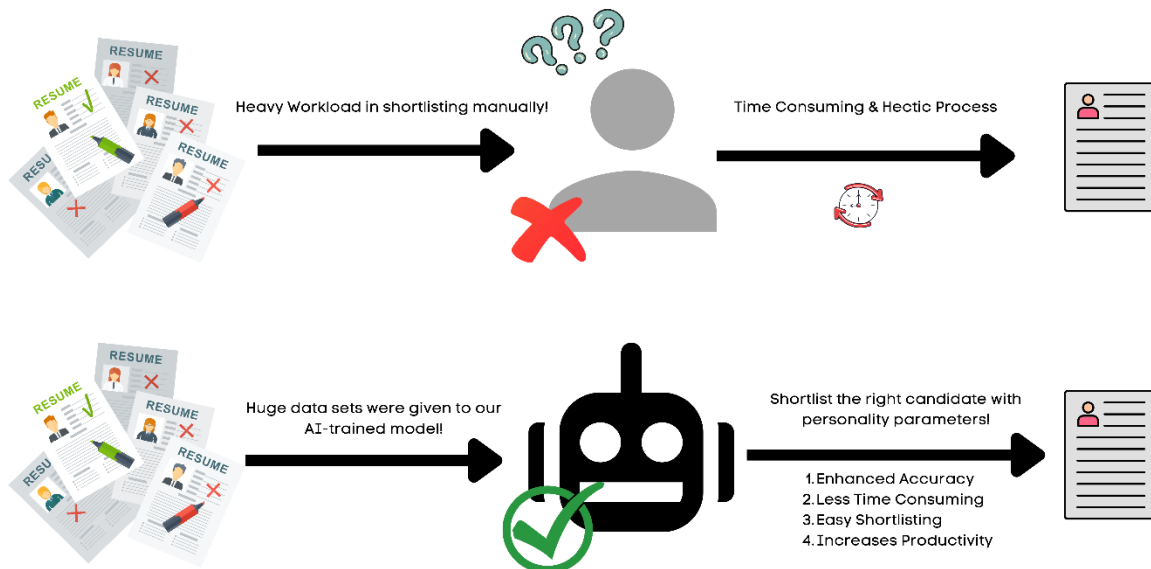 RESUME
RESUME
RESUME
RESU
RESUME
Heavy Workload in shortlisting manually!
Time Consuming & Hectic Process
RESUME
RESUME
RESUME
RESU
RESUME
Huge data sets were given to our
AI-trained model!
Shortlist the right candidate with
personality parameters!
1. Enhanced Accuracy
2. Less Time Consuming
3. Easy Shortlisting
4. Increases Productivity